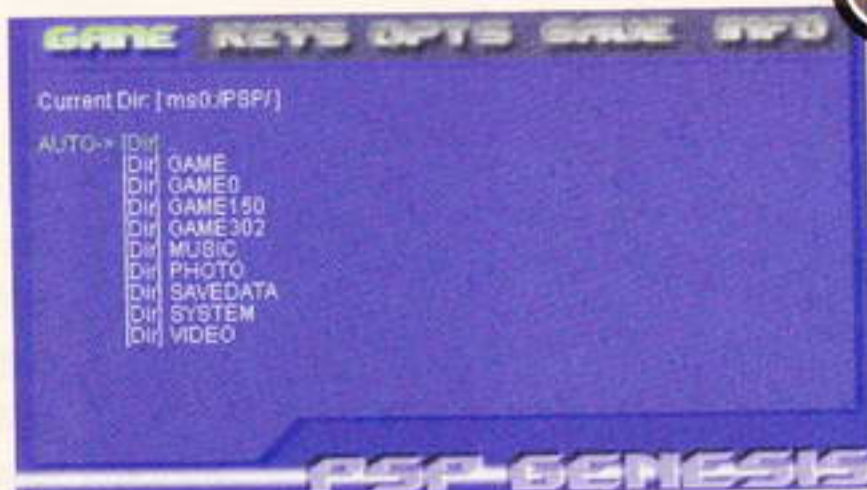 GAME KEYS OPTS SAVE INFO
Current Dir: [ ms0:/PSP/ ]
AUTO-> [Dir] ..
[Dir] GAME
[Dir] GAME0
[Dir] GAME150
[Dir] GAME302
[Dir] MUSIC
[Dir] PHOTO
[Dir] SAVEDATA
[Dir] SYSTEM
[Dir] VIDEO
PSP GENESIS